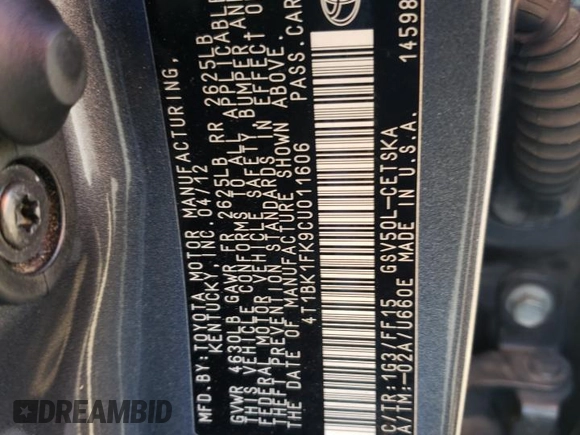 MFD BY:TOYOTA MOTOR MANUFACTURING,
KENTUCKY, INC. 04/12
GVWR 4630LB GAWR FR 2625LB RR 2625LB
THIS VEHICLE CONFORMS TO ALL APPLICABLE
FEDERAL MOTOR VEHICLE SAFETY, BUMPER, AN
THEFT PREVENTION STANDARDS IN EFFECT O
THE DATE OF MANUFACTURE SHOWN ABOVE.
4T1BK1FK9CU011606 PASS.CAR
C/TR:1G3/FF15 GSV50L-CETSKA
A/TM:-02A/U660E MADE IN U.S.A. 14598
DREAMBID